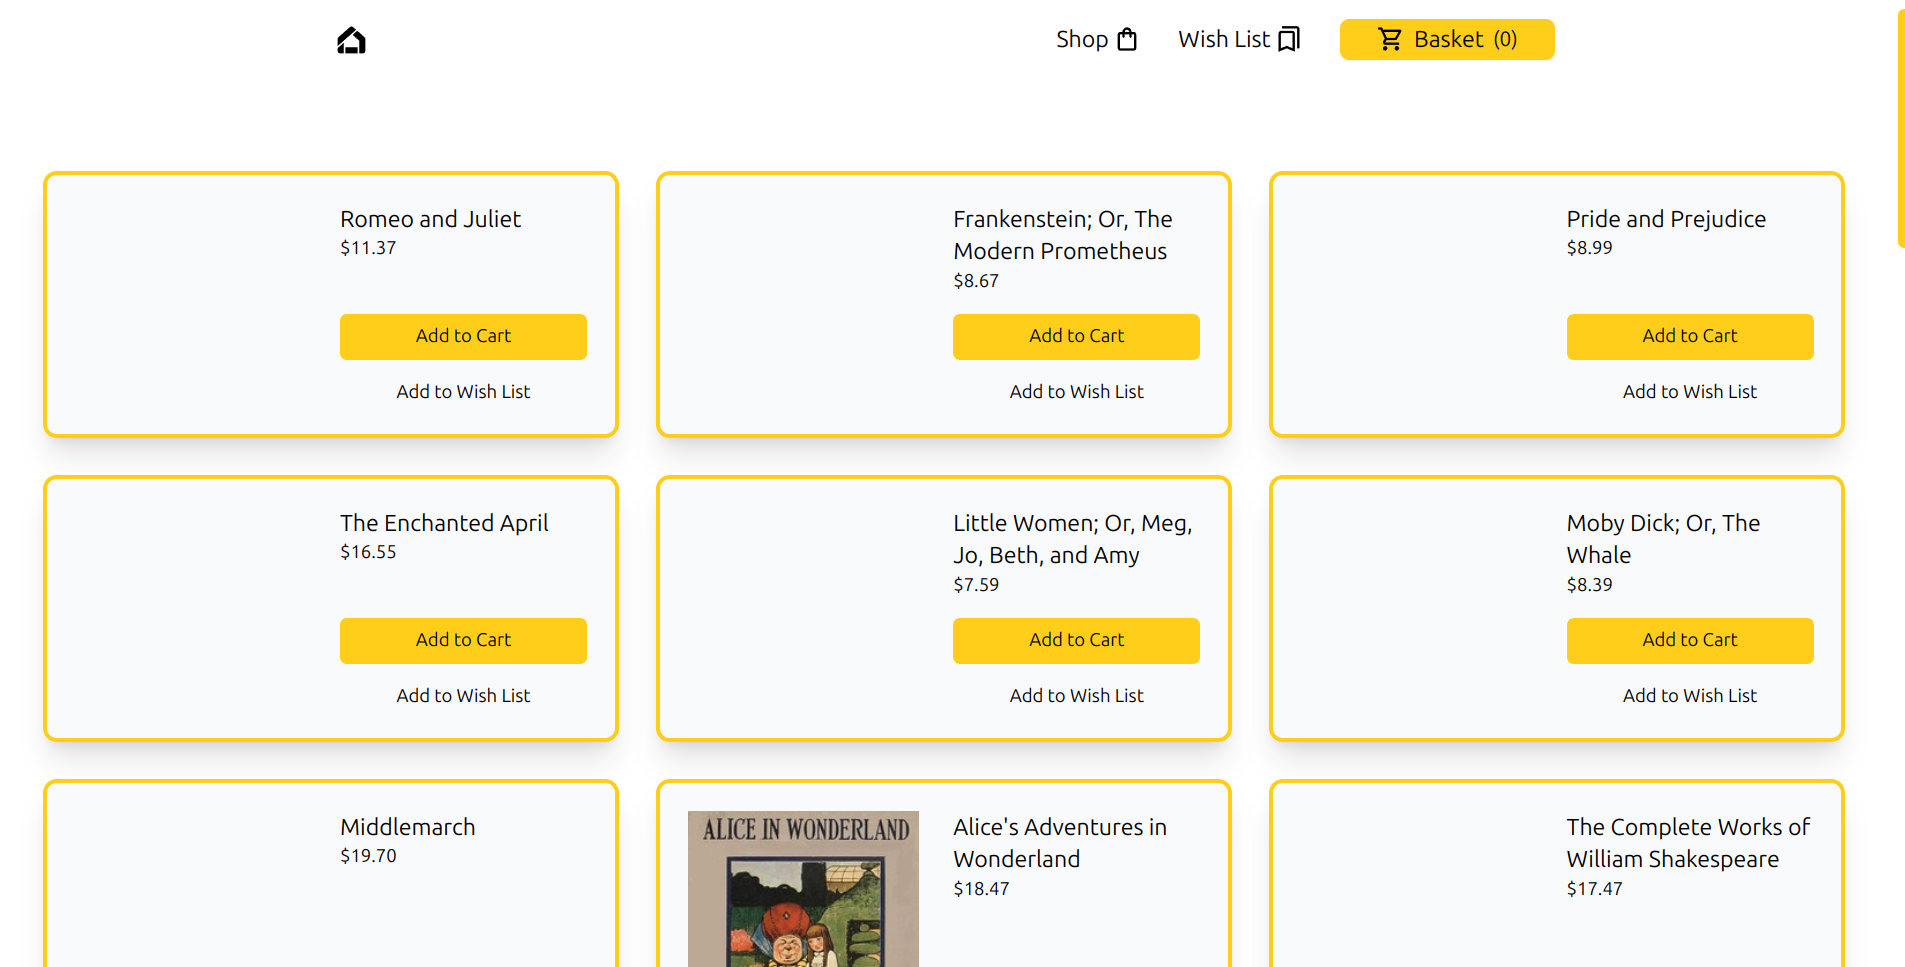 Shop
Wish List
Basket (0)
Romeo and Juliet
$11.37
Add to Cart
Add to Wish List
Frankenstein; Or, The
Modern Prometheus
$8.67
Add to Cart
Add to Wish List
Pride and Prejudice
$8.99
Add to Cart
Add to Wish List
The Enchanted April
$16.55
Add to Cart
Add to Wish List
Little Women; Or, Meg,
Jo, Beth, and Amy
$7.59
Add to Cart
Add to Wish List
Moby Dick; Or, The
Whale
$8.39
Add to Cart
Add to Wish List
Middlemarch
$19.70
ALICE IN WONDERLAND
Alice's Adventures in
Wonderland
$18.47
The Complete Works of
William Shakespeare
$17.47